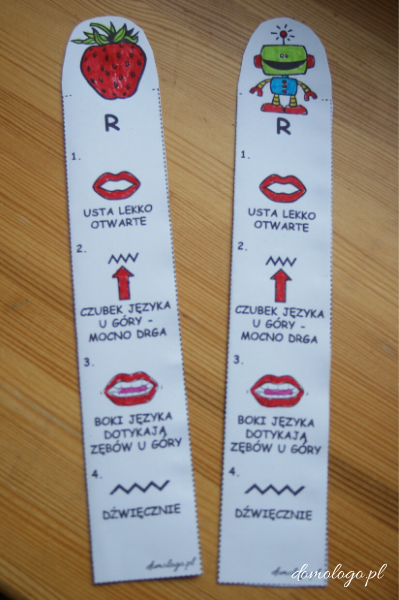 R
1.
USTA LEKKO
OTWARTE
2.
CZUBEK JĘZYKA
U GÓRY -
MOCNO DRGA
3.
BOKI JĘZYKA
DOTYKAJĄ
ZĘBÓW U GÓRY
4.
DŹWIĘCZNIE
domologo.pl
R
1.
USTA LEKKO
OTWARTE
2.
CZUBEK JĘZYKA
U GÓRY -
MOCNO DRGA
3.
BOKI JĘZYKA
DOTYKAJĄ
ZĘBÓW U GÓRY
4.
DŹWIĘCZNIE
domologo.pl